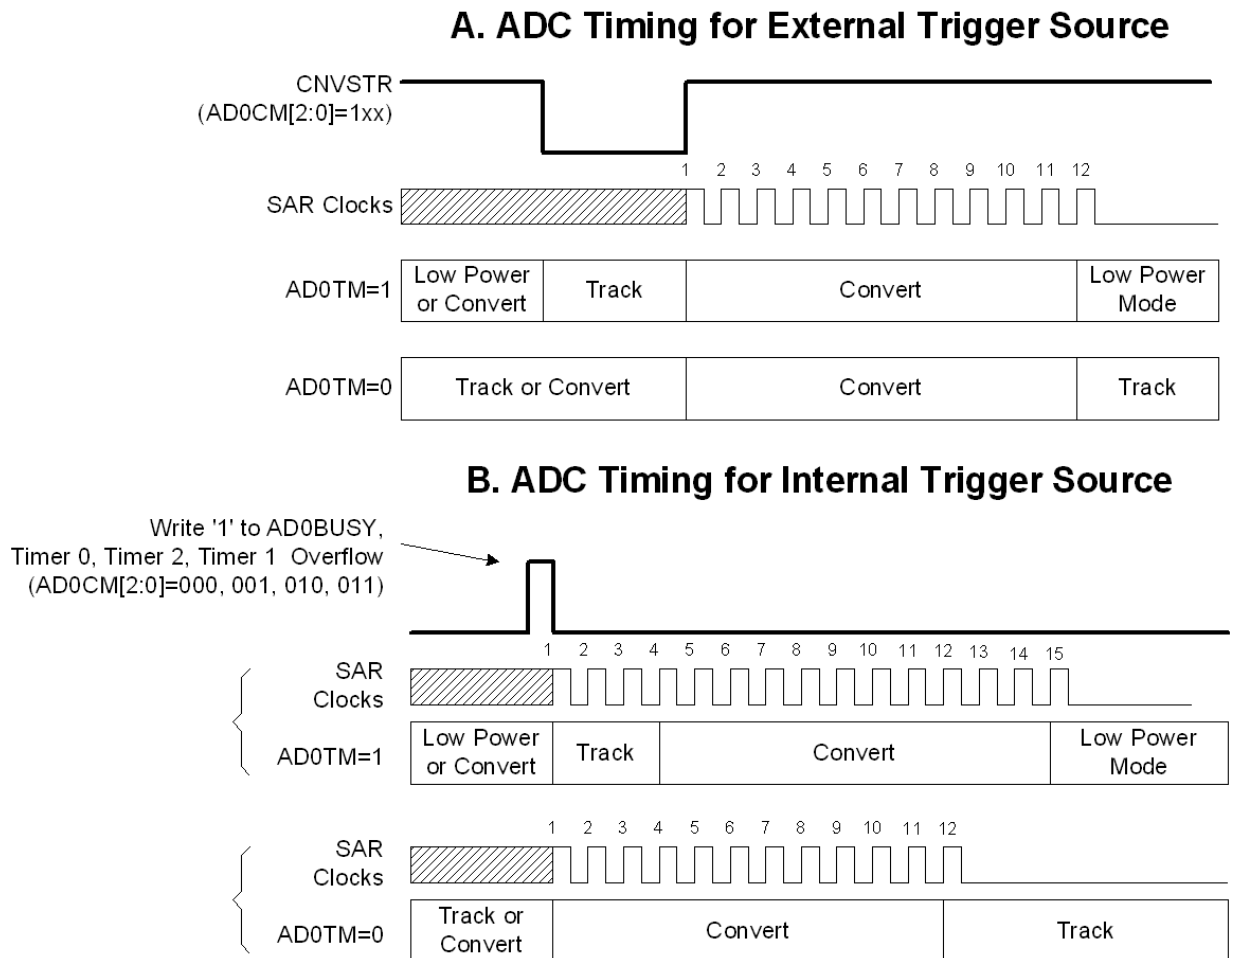 A. ADC Timing for External Trigger Source
CNVSTR
(AD0CM[2:0]=1xx)
1 2 3 4 5 6 7 8 9 10 11 12
SAR Clocks
AD0TM=1
Low Power
or Convert
Track
Convert
Low Power
Mode
AD0TM=0
Track or Convert
Convert
Track
B. ADC Timing for Internal Trigger Source
Write '1' to AD0BUSY,
Timer 0, Timer 2, Timer 1 Overflow
(AD0CM[2:0]=000, 001, 010, 011)
1 2 3 4 5 6 7 8 9 10 11 12 13 14 15
SAR
Clocks
AD0TM=1
Low Power
or Convert
Track
Convert
Low Power
Mode
1 2 3 4 5 6 7 8 9 10 11 12
SAR
Clocks
AD0TM=0
Track or
Convert
Convert
Track